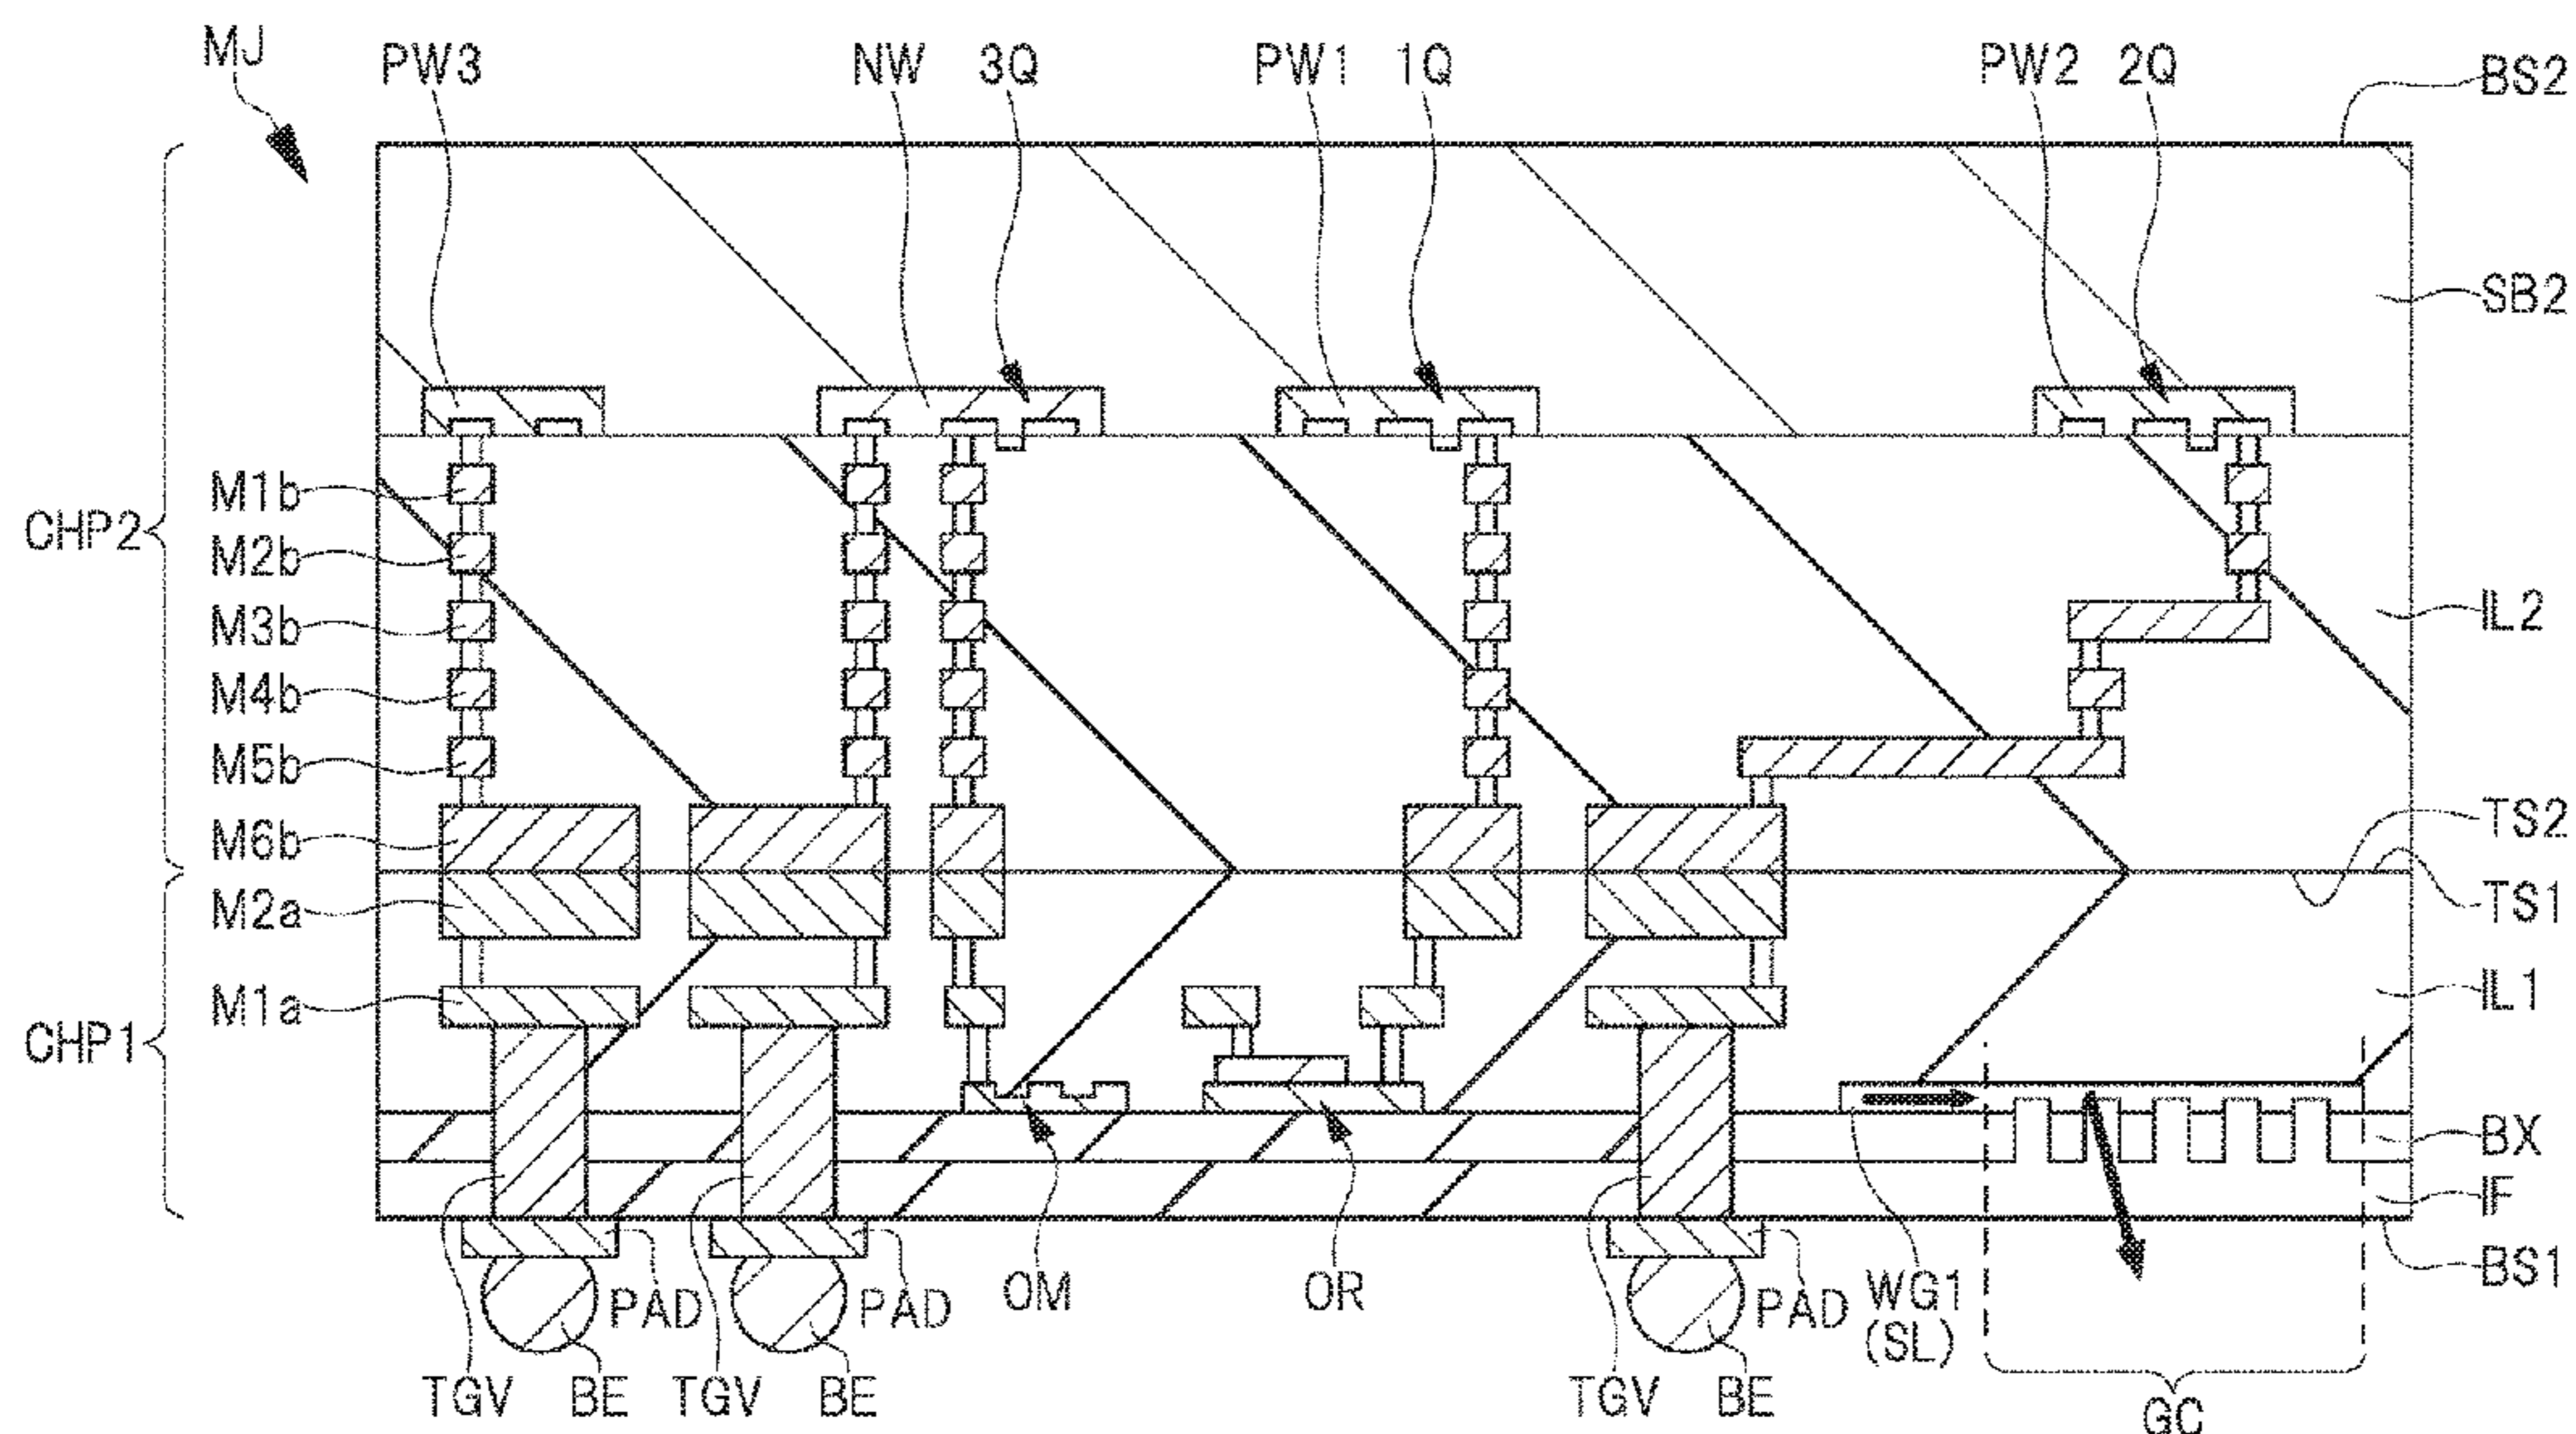 MJ
PW3
NW
3Q
PW1
1Q
PW2
2Q
BS2
SB2
CHP2
M1b
M2b
M3b
M4b
M5b
M6b
IL2
TS2
TS1
CHP1
M2a
M1a
IL1
BX
IF
BS1
PAD
PAD
OM
OR
PAD
WG1
(SL)
TGV
BE
TGV
BE
TGV
BE
GC